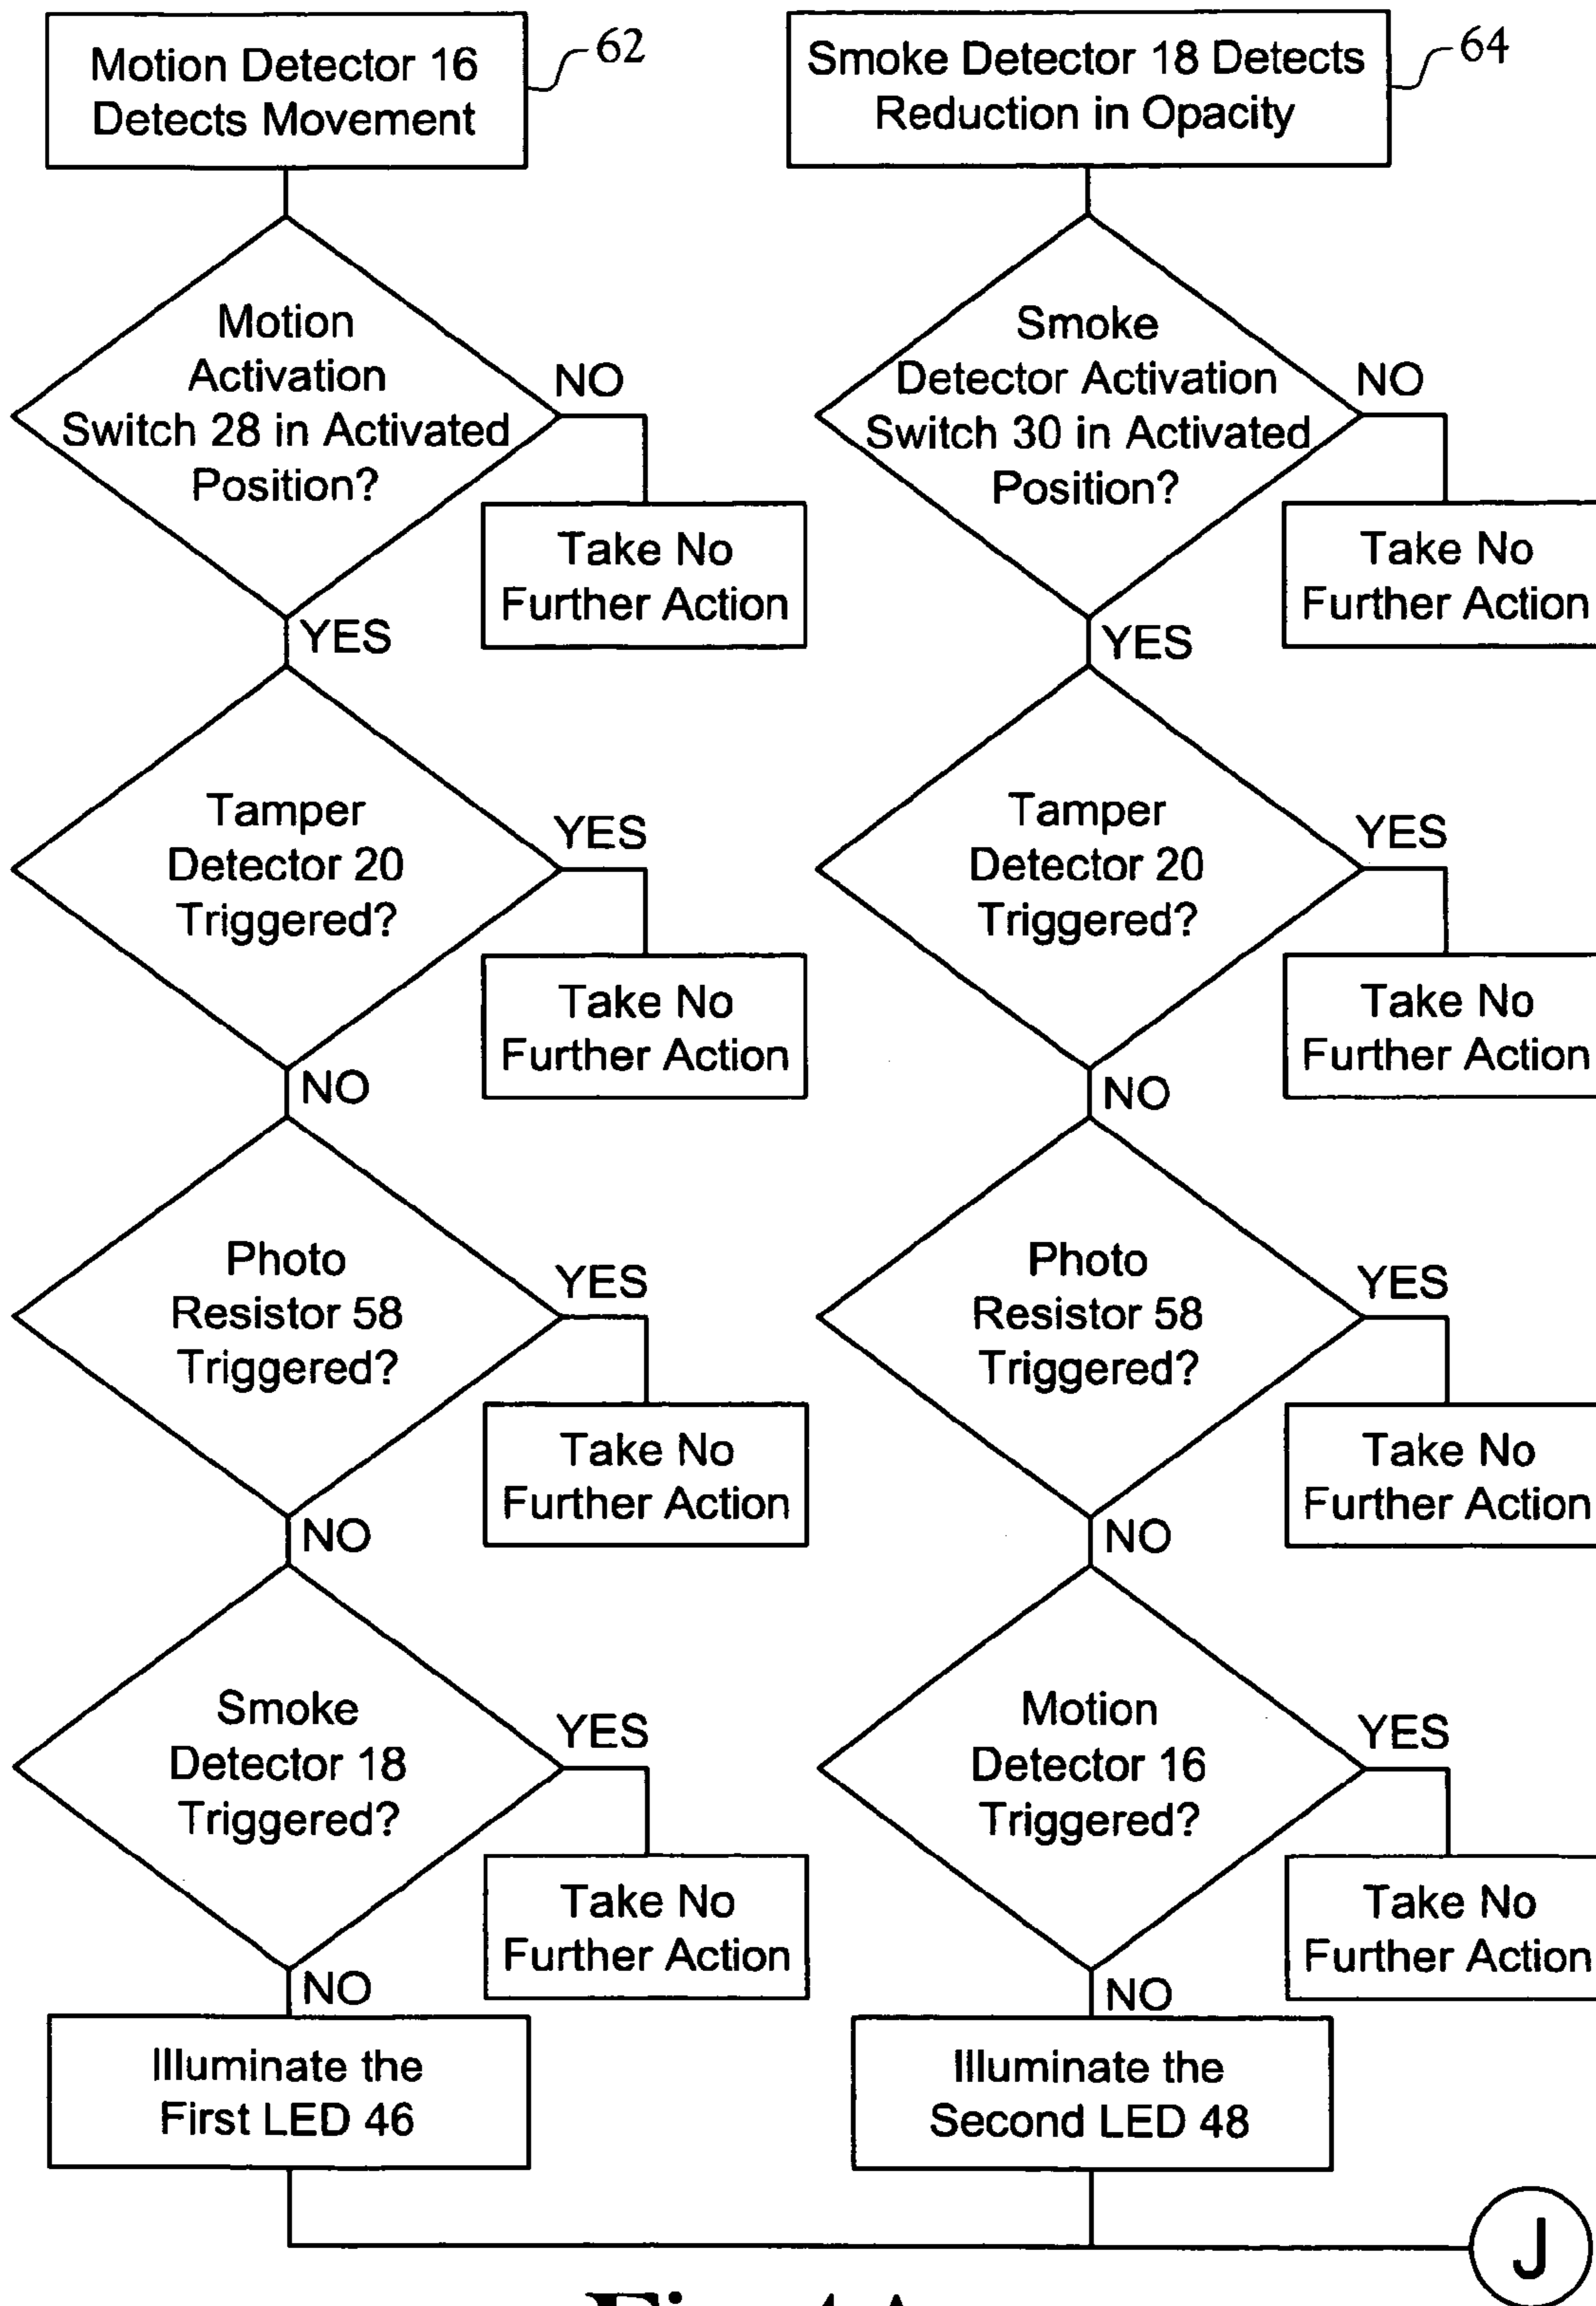 Motion Detector 16
Detects Movement
62
Motion
Activation
Switch 28 in Activated
Position?
NO
Take No
Further Action
YES
Tamper
Detector 20
Triggered?
YES
Take No
Further Action
NO
Photo
Resistor 58
Triggered?
YES
Take No
Further Action
NO
Smoke
Detector 18
Triggered?
YES
Take No
Further Action
NO
Illuminate the
First LED 46
Smoke Detector 18 Detects
Reduction in Opacity
64
Smoke
Detector Activation
Switch 30 in Activated
Position?
NO
Take No
Further Action
YES
Tamper
Detector 20
Triggered?
YES
Take No
Further Action
NO
Photo
Resistor 58
Triggered?
YES
Take No
Further Action
NO
Motion
Detector 16
Triggered?
YES
Take No
Further Action
NO
Illuminate the
Second LED 48
J